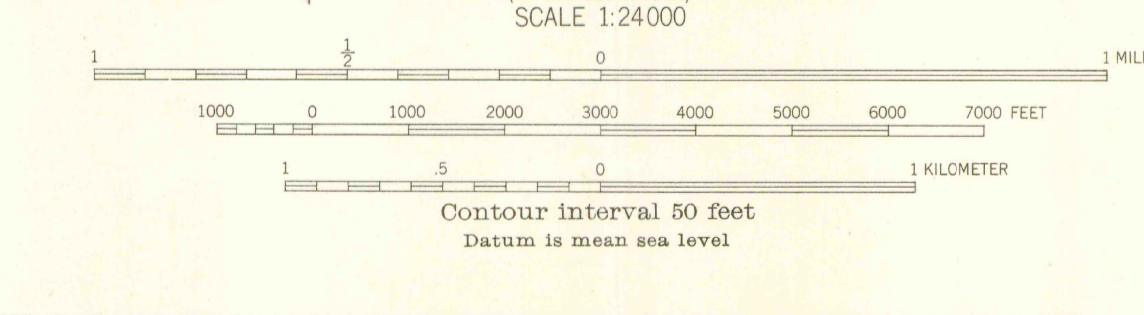 SCALE 1:24000
1 1/2 0 1 MIL
1000 0 1000 2000 3000 4000 5000 6000 7000 FEET
1 .5 0 1 KILOMETER
Contour interval 50 feet
Datum is mean sea level